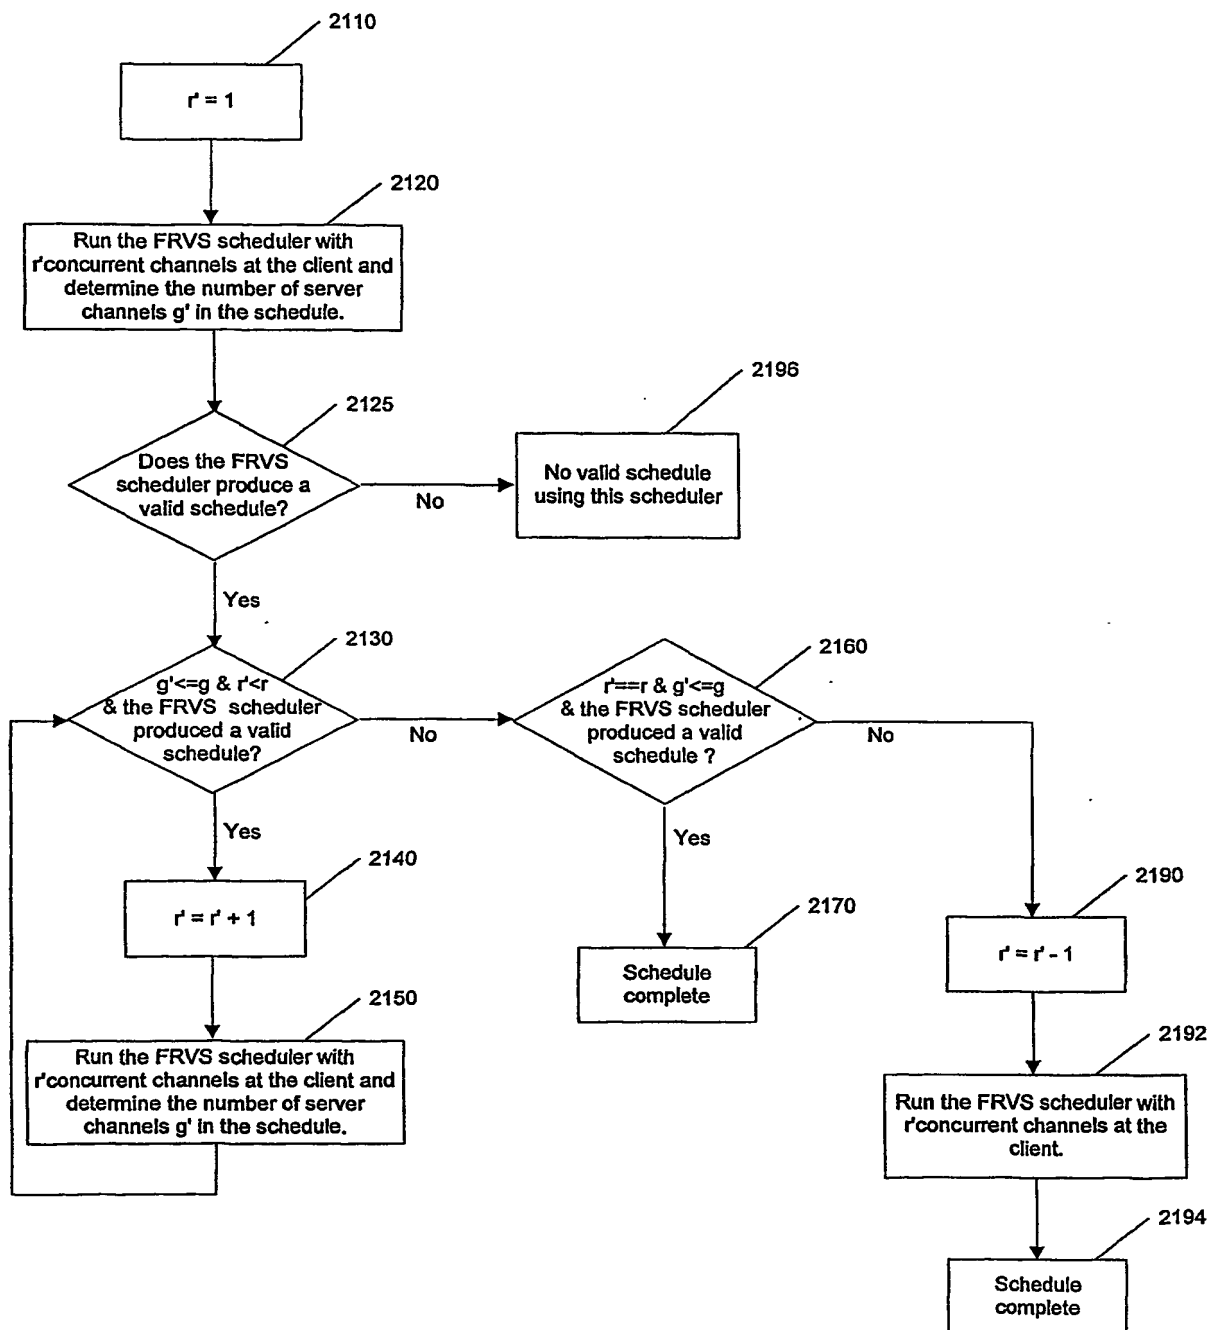 2110
r' = 1
2120
Run the FRVS scheduler with
r'concurrent channels at the client and
determine the number of server
channels g' in the schedule.
2125
Does the FRVS
scheduler produce a
valid schedule?
No
2196
No valid schedule
using this scheduler
Yes
2130
g'<=g & r'<r
& the FRVS scheduler
produced a valid
schedule?
No
2160
r'==r & g'<=g
& the FRVS scheduler
produced a valid
schedule ?
No
Yes
2140
r' = r' + 1
Yes
2170
Schedule
complete
2190
r' = r' - 1
2150
Run the FRVS scheduler with
r'concurrent channels at the client and
determine the number of server
channels g' in the schedule.
2192
Run the FRVS scheduler with
r'concurrent channels at the
client.
2194
Schedule
complete